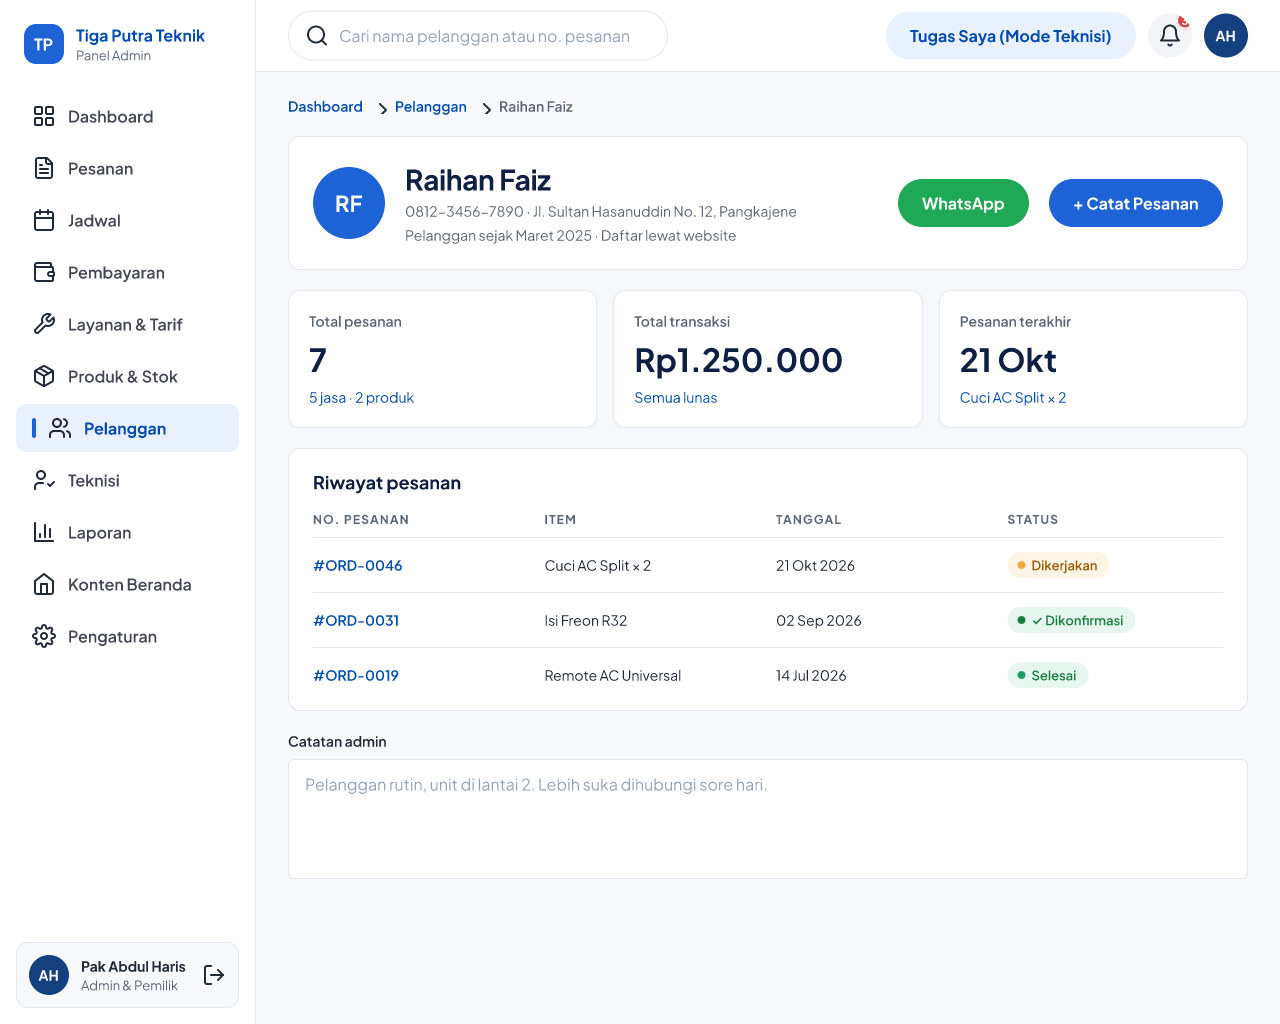 TP
Tiga Putra Teknik
Panel Admin
Dashboard
Pesanan
Jadwal
Pembayaran
Layanan & Tarif
Produk & Stok
Pelanggan
Teknisi
Laporan
Konten Beranda
Pengaturan
AH
Pak Abdul Haris
Admin & Pemilik
Cari nama pelanggan atau no. pesanan
Tugas Saya (Mode Teknisi)
AH
Dashboard
Pelanggan
Raihan Faiz
RF
Raihan Faiz
0812-3456-7890 · Jl. Sultan Hasanuddin No. 12, Pangkajene
Pelanggan sejak Maret 2025 · Daftar lewat website
WhatsApp
+ Catat Pesanan
Total pesanan
7
5 jasa · 2 produk
Total transaksi
Rp1.250.000
Semua lunas
Pesanan terakhir
21 Okt
Cuci AC Split × 2
Riwayat pesanan
NO. PESANAN ITEM TANGGAL STATUS
#ORD-0046 Cuci AC Split × 2 21 Okt 2026 Dikerjakan
#ORD-0031 Isi Freon R32 02 Sep 2026 ✓ Dikonfirmasi
#ORD-0019 Remote AC Universal 14 Jul 2026 Selesai
Catatan admin
Pelanggan rutin, unit di lantai 2. Lebih suka dihubungi sore hari.